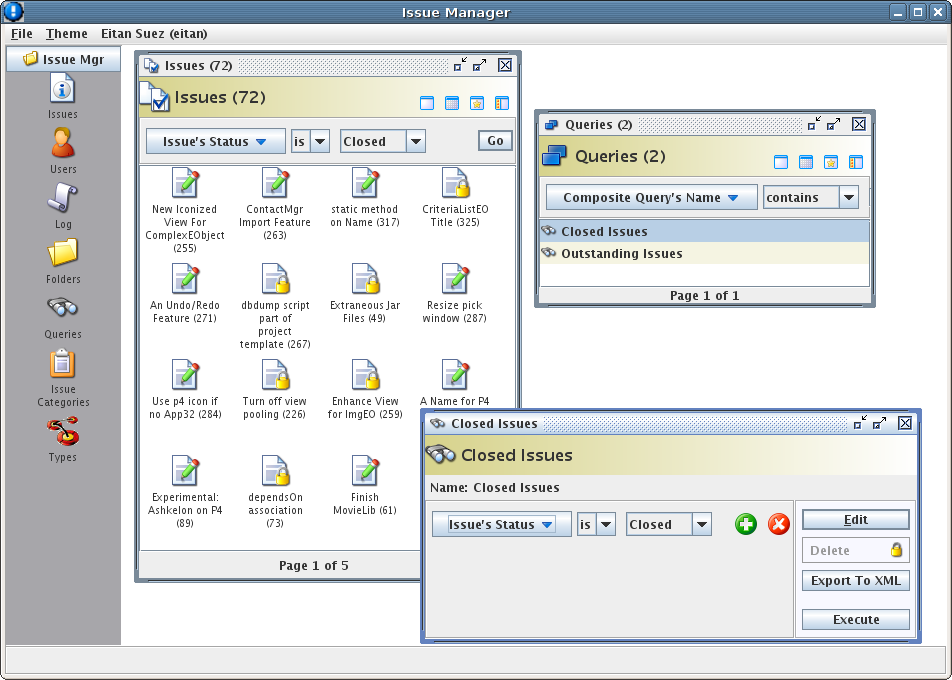 Issue Manager
File Theme Eitan Suez (eitan)
Issue Mgr
Issues
Users
Log
Folders
Queries
Issue
Categories
Types
Issues (72)
Issues (72)
Issue's Status is Closed Go
New Iconized
View For
ComplexEObject
(255)
ContactMgr
Import Feature
(263)
static method
on Name (317)
CriteriaListEO
Title (325)
An Undo/Redo
Feature (271)
dbdump script
part of
project
template (267)
Extraneous Jar
Files (49)
Resize pick
window (287)
Use p4 icon if
no App32 (284)
Turn off view
pooling (226)
Enhance View
for ImgEO (259)
A Name for P4
Experimental:
Ashkelon on P4
(89)
dependsOn
association
(73)
Finish
MovieLib (61)
Page 1 of 5
Queries (2)
Queries (2)
Composite Query's Name contains
Closed Issues
Outstanding Issues
Page 1 of 1
Closed Issues
Closed Issues
Name: Closed Issues
Issue's Status is Closed
Edit
Delete
Export To XML
Execute